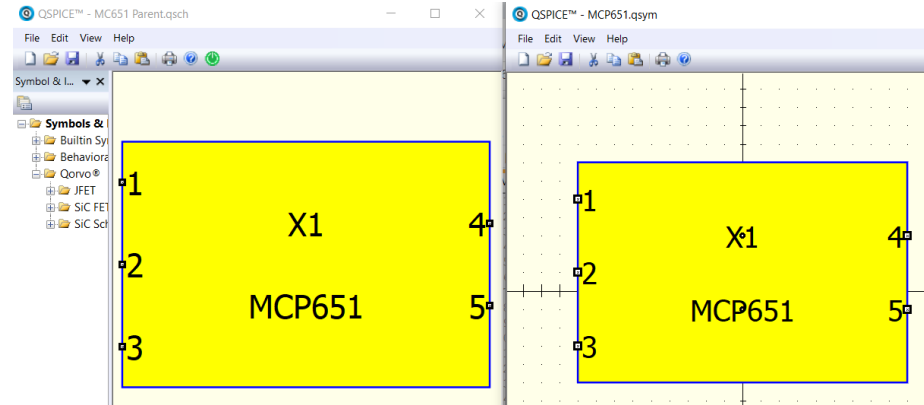 QSPICE™ - MC651 Parent.qsch
File Edit View Help
Symbol & I...
Symbols &
Builtin Sy
Behaviora
Qorvo®
JFET
SiC FET
SiC Sch
1
2
3
X1
MCP651
4
5
QSPICE™ - MCP651.qsym
File Edit View Help
1
2
3
X1
MCP651
4
5